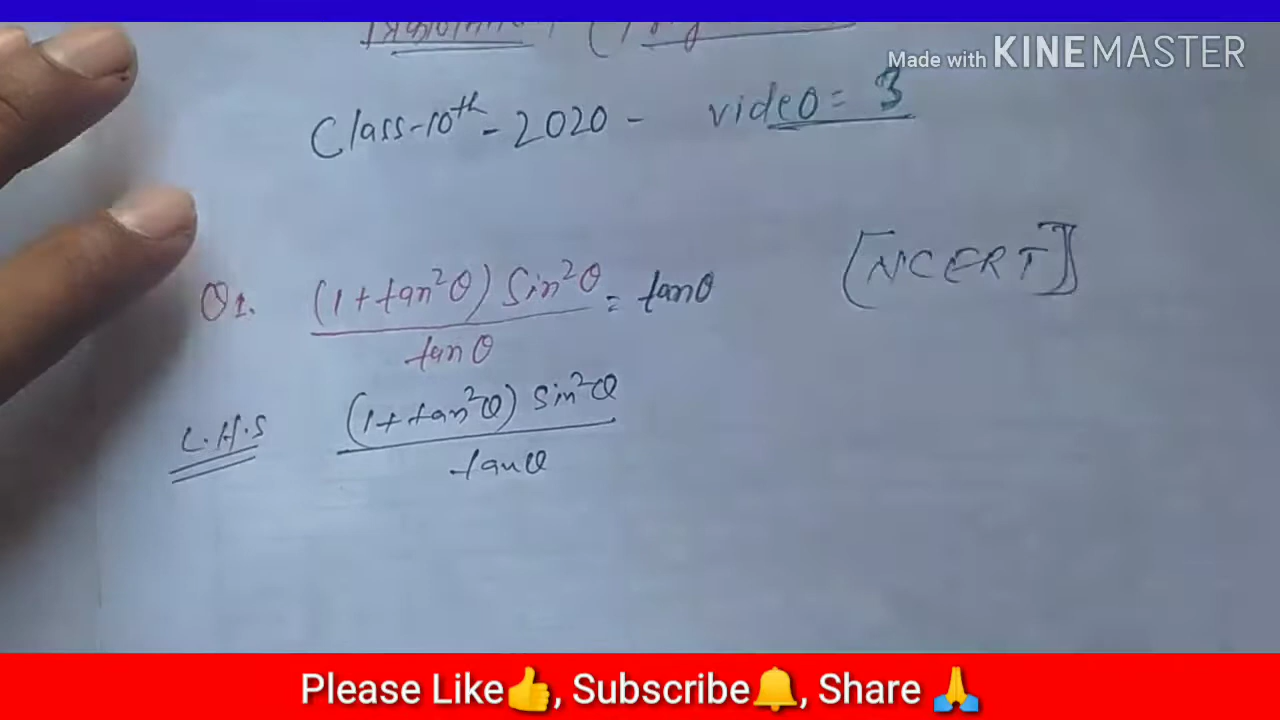 Made with KINEMASTER
Class-10th - 2020 - video = 3
Q1. (1 + tan²θ) Sin²θ = tanθ [NCERT]
tan θ
L.H.S (1 + tan²θ) Sin²θ
tanθ
Please Like👍, Subscribe🔔, Share 🙏